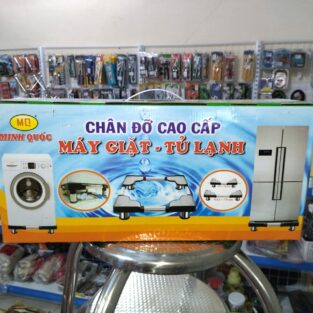 MQ
MINH QUỐC
CHÂN ĐỠ CAO CẤP
MÁY GIẶT - TỦ LẠNH